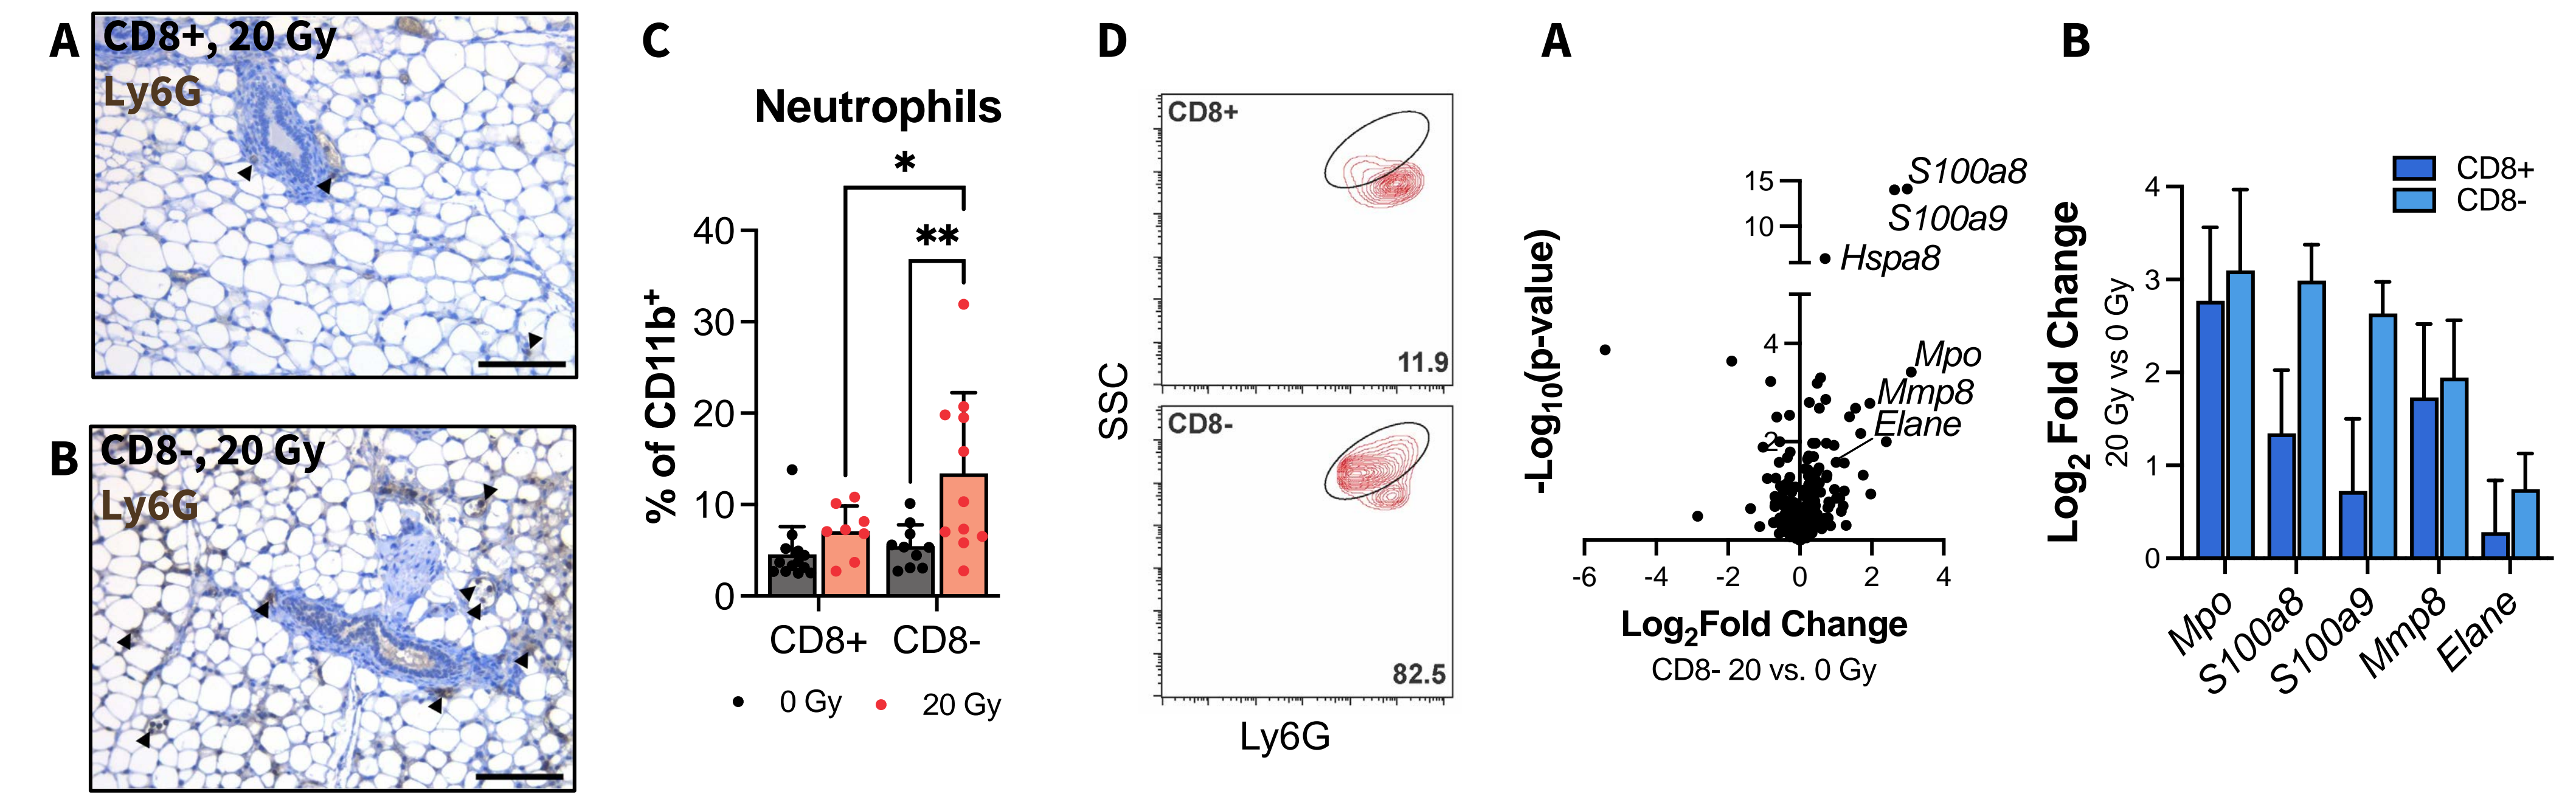 A
CD8+, 20 Gy
Ly6G
B
CD8-, 20 Gy
Ly6G
C
Neutrophils
*
**
% of CD11b+
40
30
20
10
0
CD8+ CD8-
0 Gy 20 Gy
D
CD8+
11.9
CD8-
82.5
SSC
Ly6G
A
-Log10(p-value)
15
10
4
2
S100a8
S100a9
Hspa8
Mpo
Mmp8
Elane
-6 -4 -2 0 2 4
Log2Fold Change
CD8- 20 vs. 0 Gy
B
CD8+
CD8-
Log2 Fold Change
20 Gy vs 0 Gy
4
3
2
1
0
Mpo
S100a8
S100a9
Mmp8
Elane